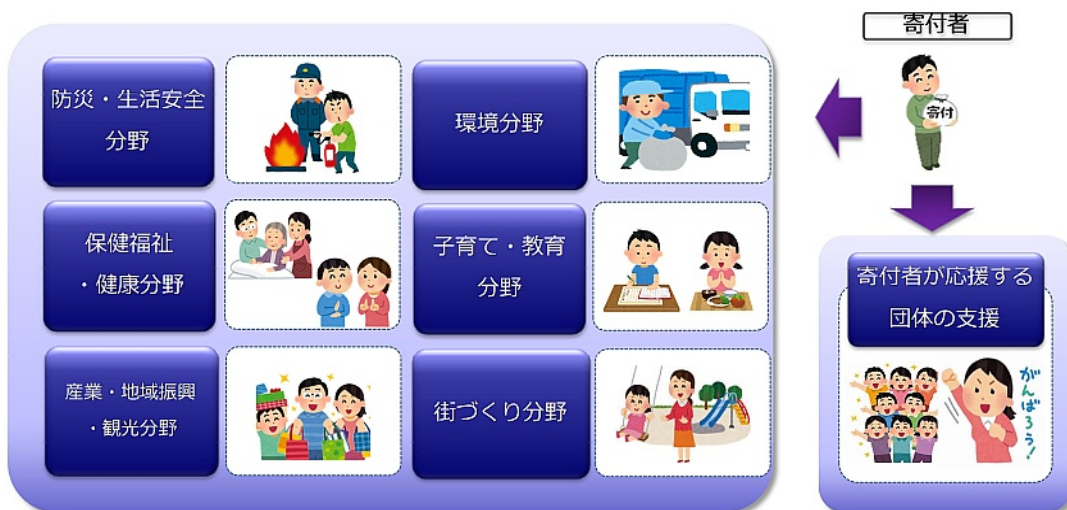 寄付者
寄付
防災・生活安全
分野
環境分野
保健福祉
・健康分野
子育て・教育
分野
産業・地域振興
・観光分野
街づくり分野
寄付者が応援する
団体の支援
がんばろう!